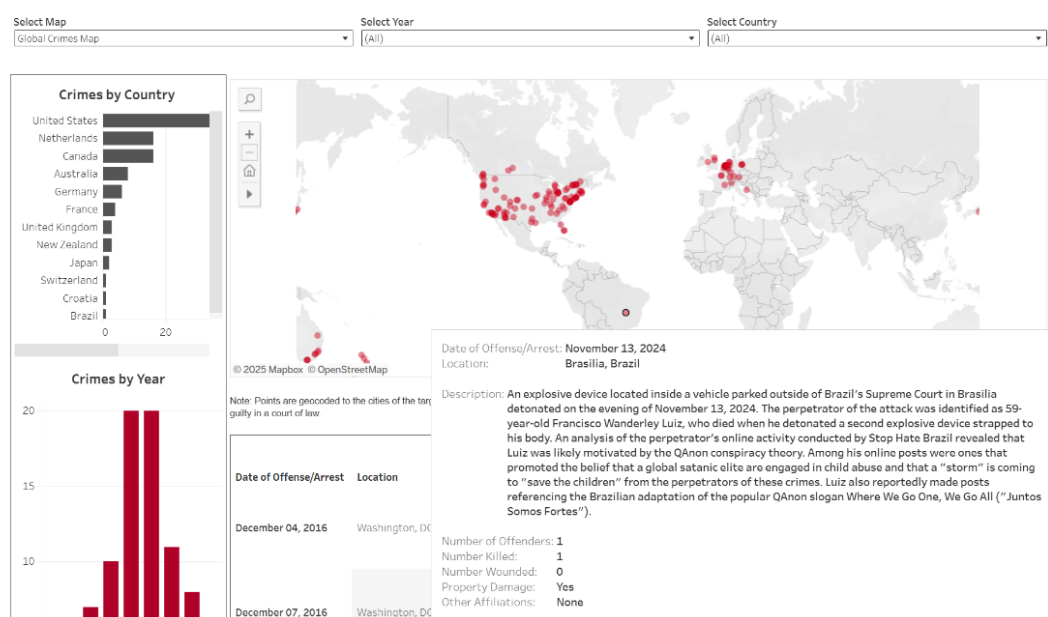 Select Map
Select Year
Select Country
Global Crimes Map
(All)
(All)
Crimes by Country
United States
Netherlands
Canada
Australia
Germany
France
United Kingdom
New Zealand
Japan
Switzerland
Croatia
Brazil
0 20
Crimes by Year
20
15
10
© 2025 Mapbox © OpenStreetMap
Note: Points are geocoded to the cities of the
guilty in a court of law.
Date of Offense/Arrest Location
December 04, 2016 Washington, DC
December 07, 2016 Washington, DC
Date of Offense/Arrest: November 13, 2024
Location: Brasilia, Brazil
Description: An explosive device located inside a vehicle parked outside of Brazil's Supreme Court in Brasilia
detonated on the evening of November 13, 2024. The perpetrator of the attack was identified as 59-
year-old Francisco Wanderley Luiz, who died when he detonated a second explosive device strapped to
his body. An analysis of the perpetrator's online activity conducted by Stop Hate Brazil revealed that
Luiz was likely motivated by the QAnon conspiracy theory. Among his online posts were ones that
promoted the belief that a global satanic elite are engaged in child abuse and that a "storm" is coming
to "save the children" from the perpetrators of these crimes. Luiz also reportedly made posts
referencing the Brazilian adaptation of the popular QAnon slogan Where We Go One, We Go All ("Juntos
Somos Fortes").
Number of Offenders: 1
Number Killed: 1
Number Wounded: 0
Property Damage: Yes
Other Affiliations: None